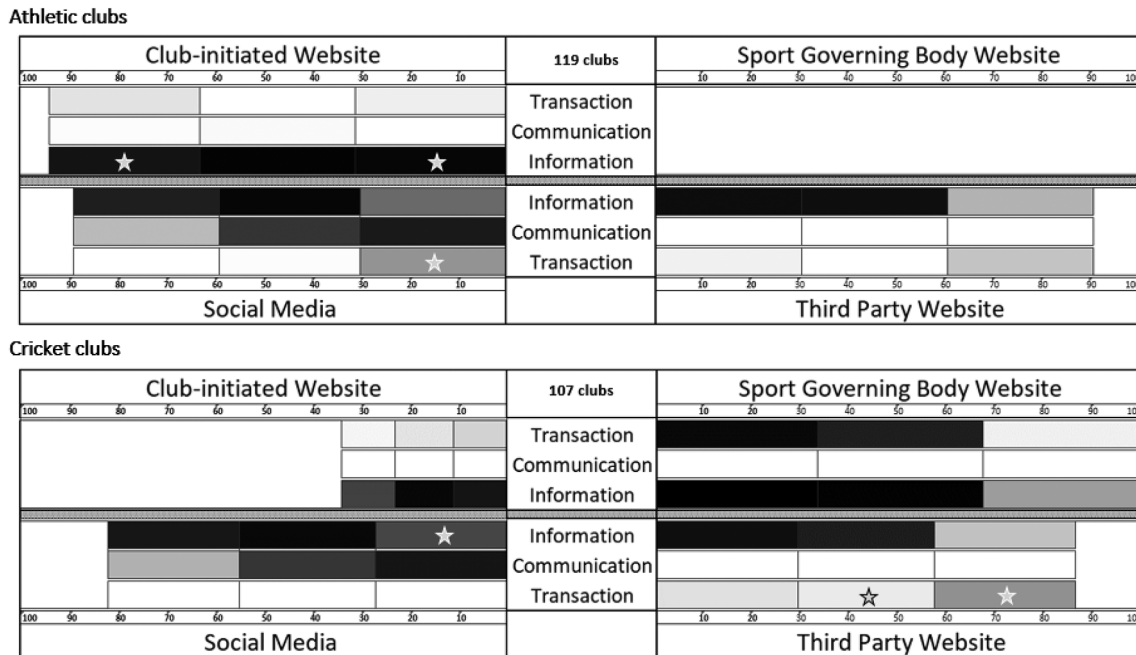 Athletic clubs
Club-initiated Website 119 clubs Sport Governing Body Website
100 90 80 70 60 50 40 30 20 10 10 20 30 40 50 60 70 80 90 100
Transaction
Communication
Information
Information
Communication
Transaction
100 90 80 70 60 50 40 30 20 10 10 20 30 40 50 60 70 80 90 100
Social Media Third Party Website
Cricket clubs
Club-initiated Website 107 clubs Sport Governing Body Website
100 90 80 70 60 50 40 30 20 10 10 20 30 40 50 60 70 80 90 100
Transaction
Communication
Information
Information
Communication
Transaction
100 90 80 70 60 50 40 30 20 10 10 20 30 40 50 60 70 80 90 100
Social Media Third Party Website